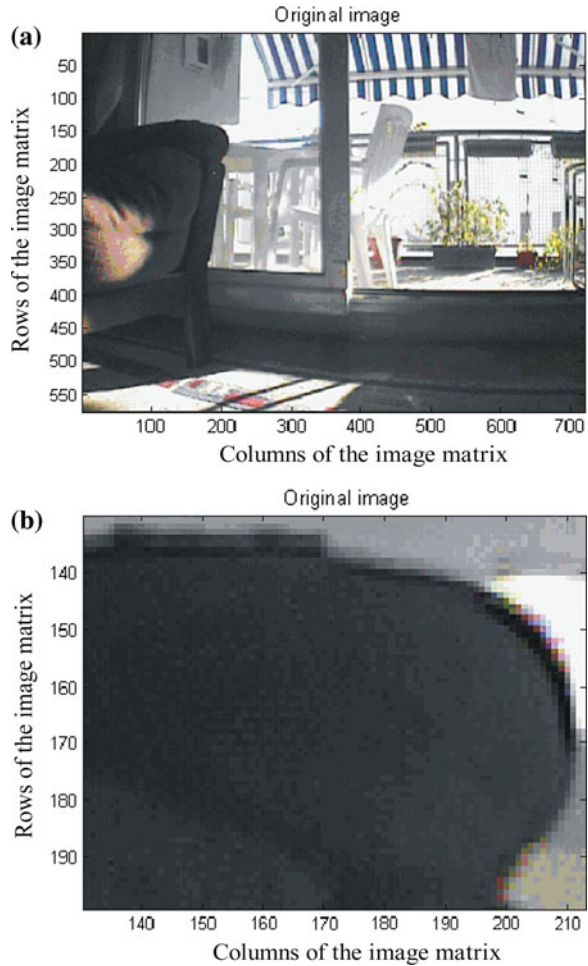 Original image
(a)
50
100
150
200
250
300
350
400
450
500
550
Rows of the image matrix
100 200 300 400 500 600 700
Columns of the image matrix
Original image
(b)
140
150
160
170
180
190
Rows of the image matrix
140 150 160 170 180 190 200 210
Columns of the image matrix